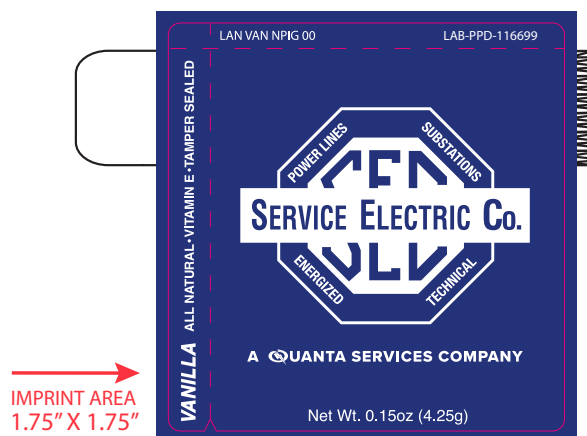 LAN VAN NPIG 00
LAB-PPD-116699
VANILLA ALL NATURAL•VITAMIN E•TAMPER SEALED
POWER LINES
SUBSTATIONS
SEC
SERVICE ELECTRIC CO.
ENERGIZED
TECHNICAL
A QUANTA SERVICES COMPANY
Net Wt. 0.15oz (4.25g)
IMPRINT AREA
1.75” X 1.75”